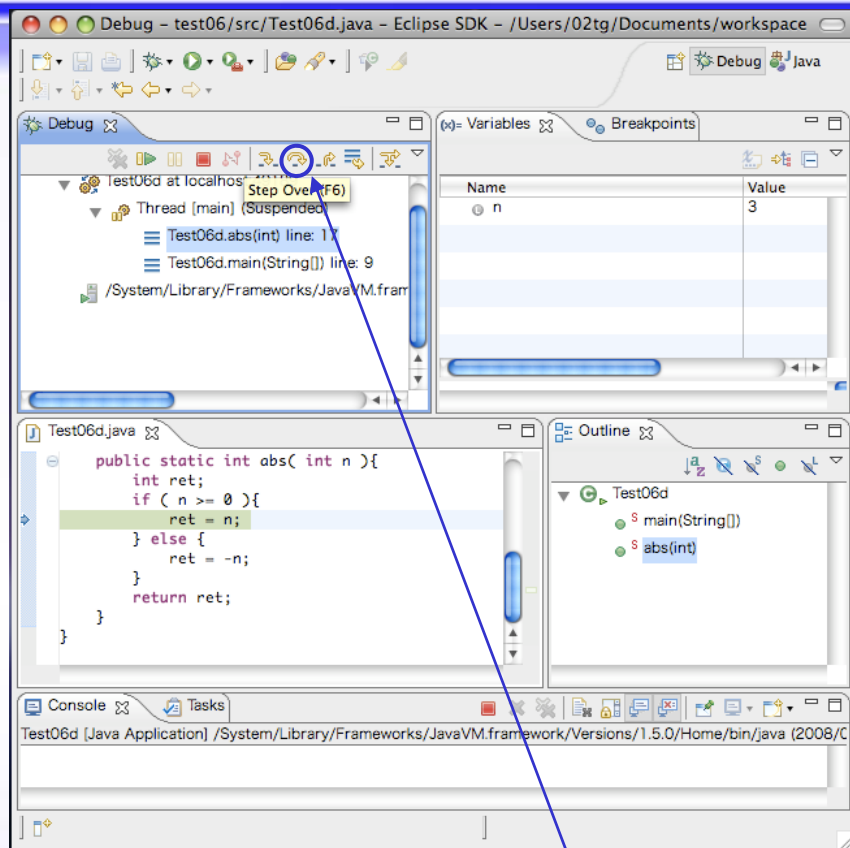 Debug - test06/src/Test06d.java - Eclipse SDK - /Users/02tg/Documents/workspace
Debug
Java
Debug
Test06d at localhost
Step Over (F6)
Thread [main] (Suspended)
Test06d.abs(int) line: 17
Test06d.main(String[]) line: 9
/System/Library/Frameworks/JavaVM.fram
(x)= Variables
Breakpoints
Name Value
n 3
Test06d.java
public static int abs( int n ){
int ret;
if ( n >= 0 ){
ret = n;
} else {
ret = -n;
}
return ret;
}
}
Outline
Test06d
S main(String[])
S abs(int)
Console
Tasks
Test06d [Java Application] /System/Library/Frameworks/JavaVM.framework/Versions/1.5.0/Home/bin/java (2008/